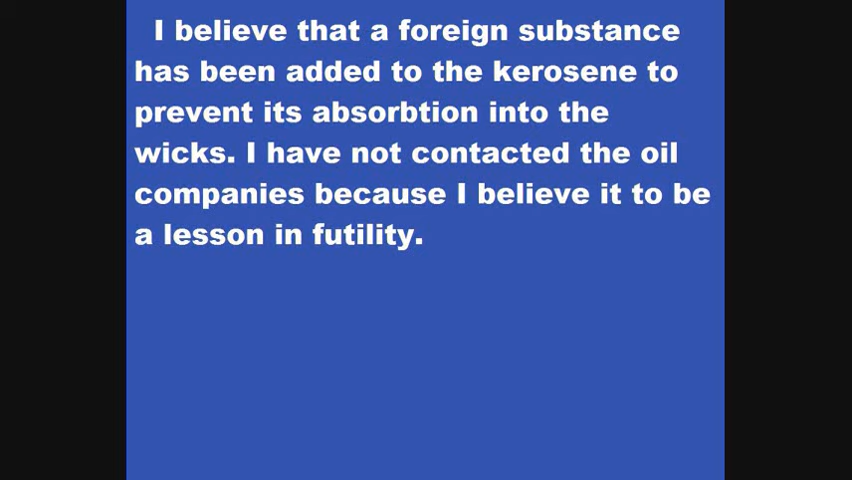 I believe that a foreign substance
has been added to the kerosene to
prevent its absorbtion into the
wicks. I have not contacted the oil
companies because I believe it to be
a lesson in futility.